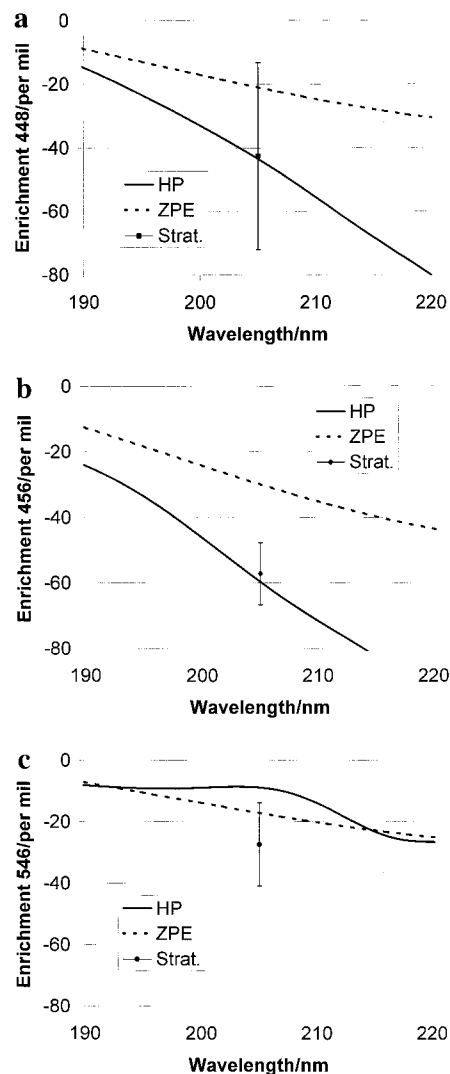 a
0
-20
-40
-60
-80
Enrichment 448/per mil
HP
ZPE
Strat.
190 200 210 220
Wavelength/nm
b
0
-20
-40
-60
-80
Enrichment 456/per mil
HP
ZPE
Strat.
190 200 210 220
Wavelength/nm
c
0
-20
-40
-60
-80
Enrichment 546/per mil
HP
ZPE
Strat.
190 200 210 220
Wavelength/nm